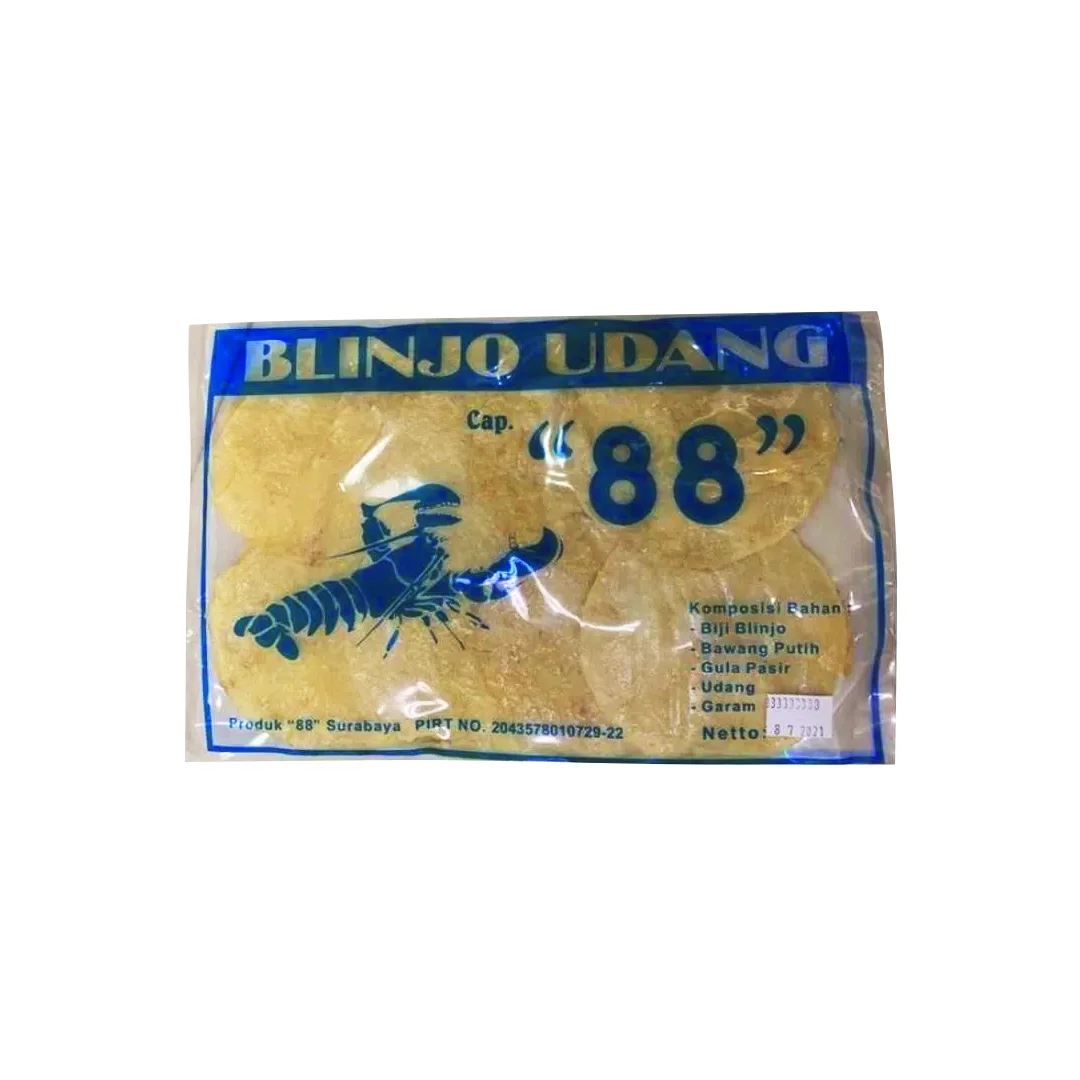 BLINJO UDANG
Cap. “88”
Komposisi Bahan :
- Biji Blinjo
- Bawang Putih
- Gula Pasir
- Udang
- Garam
Netto:
8 7 2021
Produk "88" Surabaya PIRT NO. 2043578010729-22